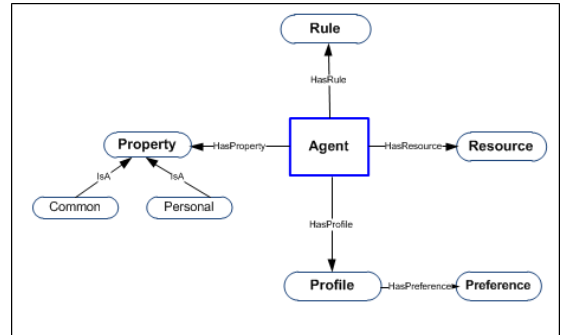 Rule
HasRule
Property
HasProperty
Agent
HasResource
Resource
IsA
IsA
Common
Personal
HasProfile
Profile
HasPreference
Preference